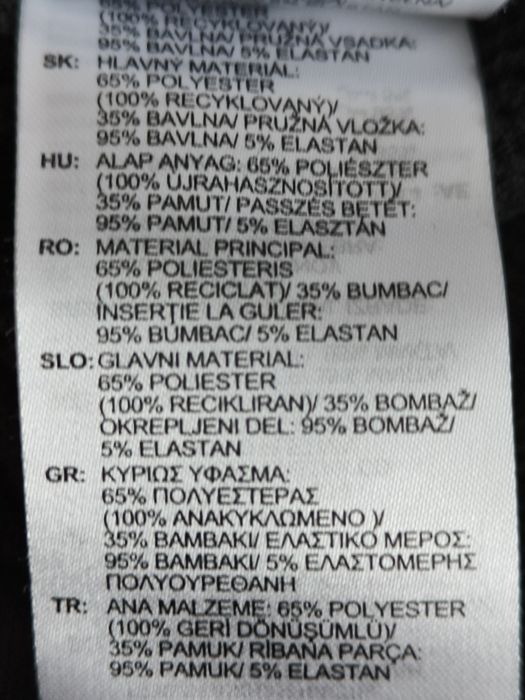 65% POLYESTER
(100% RECYKLOVANÝ)/
35% BAVLNA/ PRUŽNÁ VSADKA:
95% BAVLNA/ 5% ELASTAN
SK: HLAVNÝ MATERIÁL:
65% POLYESTER
(100% RECYKLOVANÝ)/
35% BAVLNA/ PRUŽNÁ VLOŽKA:
95% BAVLNA/ 5% ELASTAN
HU: ALAP ANYAG: 65% POLIÉSZTER
(100% ÚJRAHASZNOSÍTOTT)/
35% PAMUT/ PASSZÉS BETÉT:
95% PAMUT/ 5% ELASZTÁN
RO: MATERIAL PRINCIPAL:
65% POLIESTERIS
(100% RECICLAT)/ 35% BUMBAC/
INSERŢIE LA GULER:
95% BUMBAC/ 5% ELASTAN
SLO: GLAVNI MATERIAL:
65% POLIESTER
(100% RECIKLIRAN)/ 35% BOMBAŽ/
OKREPLJENI DEL: 95% BOMBAŽ/
5% ELASTAN
GR: ΚΥΡΙΩΣ ΥΦΑΣΜΑ:
65% ΠΟΛΥΕΣΤΕΡΑΣ
(100% ΑΝΑΚΥΚΛΩΜΕΝΟ )/
35% ΒΑΜΒΑΚΙ/ ΕΛΑΣΤΙΚΟ ΜΕΡΟΣ:
95% ΒΑΜΒΑΚΙ/ 5% ΕΛΑΣΤΟΜΕΡΗΣ
ΠΟΛΥΟΥΡΕΘΑΝΗ
TR: ANA MALZEME: 65% POLYESTER
(100% GERİ DÖNÜŞÜMLÜ)/
35% PAMUK/ RİBANA PARÇA:
95% PAMUK/ 5% ELASTAN